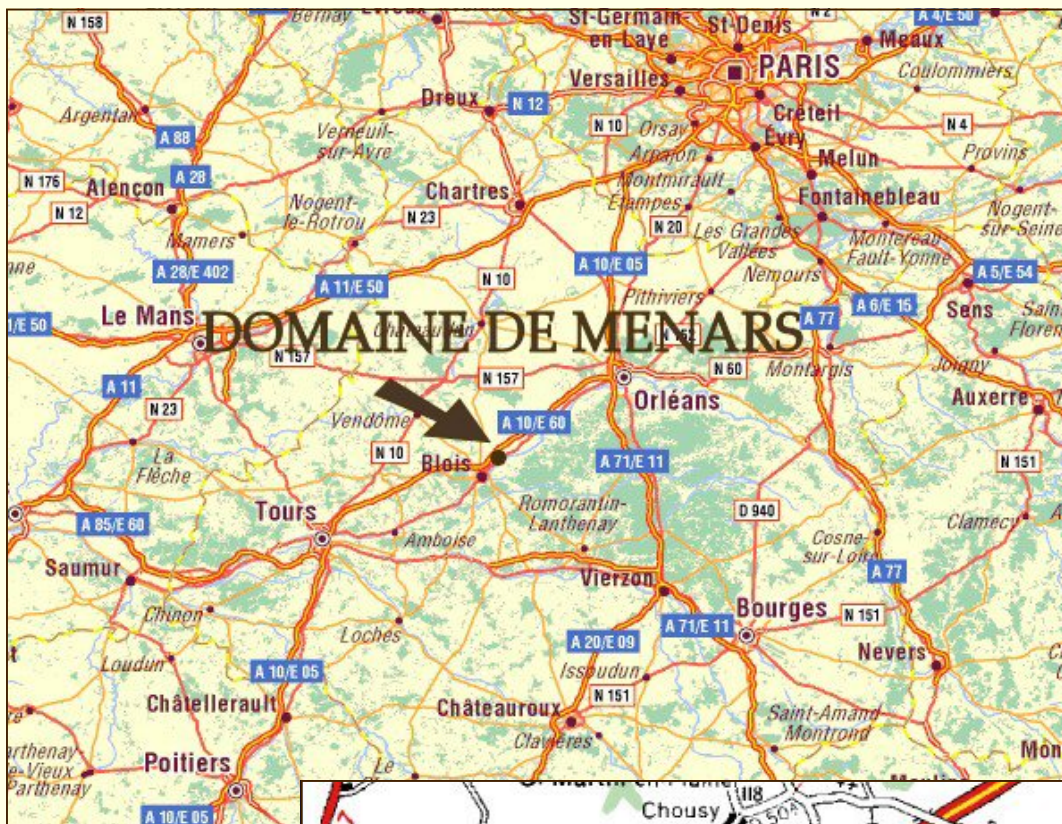 N 158
Bernay
St-Germain
en-Laye
St-Denis
N 2
A 4/E 50
Meaux
PARIS
Versailles
Coulommiers
Dreux
N 12
Argentan
Verneuil-
sur-Avre
N 10
Orsay
Créteil
N 4
A 88
Arpajon
Évry
Melun
Provins
N 176
Alençon
A 28
Chartres
Montmirault
Etampes
Fontainebleau
N 12
Nogent-
le-Rotrou
N 23
N 20
Les Grandes
Vallées
Nogent-
sur-Seine
Mamers
Montereau
Fault-Yonne
A 28/E 402
A 11/E 50
N 10
A 10/E 05
Nemours
A 5/E 54
Pithiviers
A 6/E 15
Sens
Le Mans
DOMAINE DE MENARS
A 77
N 157
N 157
N 60
Montargis
Joigny
A 11
Orléans
Auxerre
N 23
Vendôme
A 10/E 60
La
Flèche
N 10
Blois
A 71/E 11
N 151
Tours
Romorantin-
Lanthenay
D 940
Clamecy
A 85/E 60
Amboise
Cosne-
sur-Loire
Saumur
Vierzon
A 77
Chinon
Bourges
N 151
Loches
A 20/E 09
A 71/E 11
Loudun
Issoudun
Nevers
A 10/E 05
N 151
Châtellerault
Châteauroux
Saint-Amand
Montrond
Clavières
Poitiers
Parthenay
Le
A 10/E 05
Chousy
118
D 50A